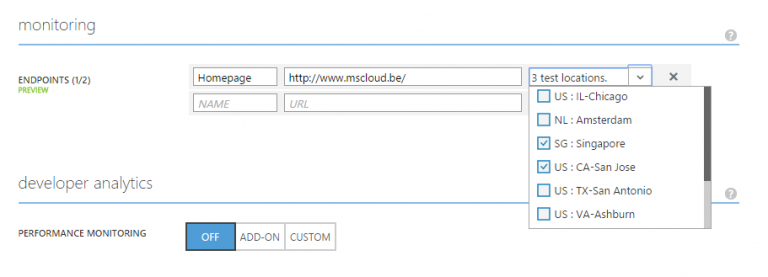 monitoring
?
ENDPOINTS (1/2)
PREVIEW
Homepage
http://www.mscloud.be/
3 test locations.
NAME
URL
US : IL-Chicago
NL : Amsterdam
SG : Singapore
US : CA-San Jose
US : TX-San Antonio
US : VA-Ashburn
developer analytics
?
PERFORMANCE MONITORING
OFF
ADD-ON
CUSTOM